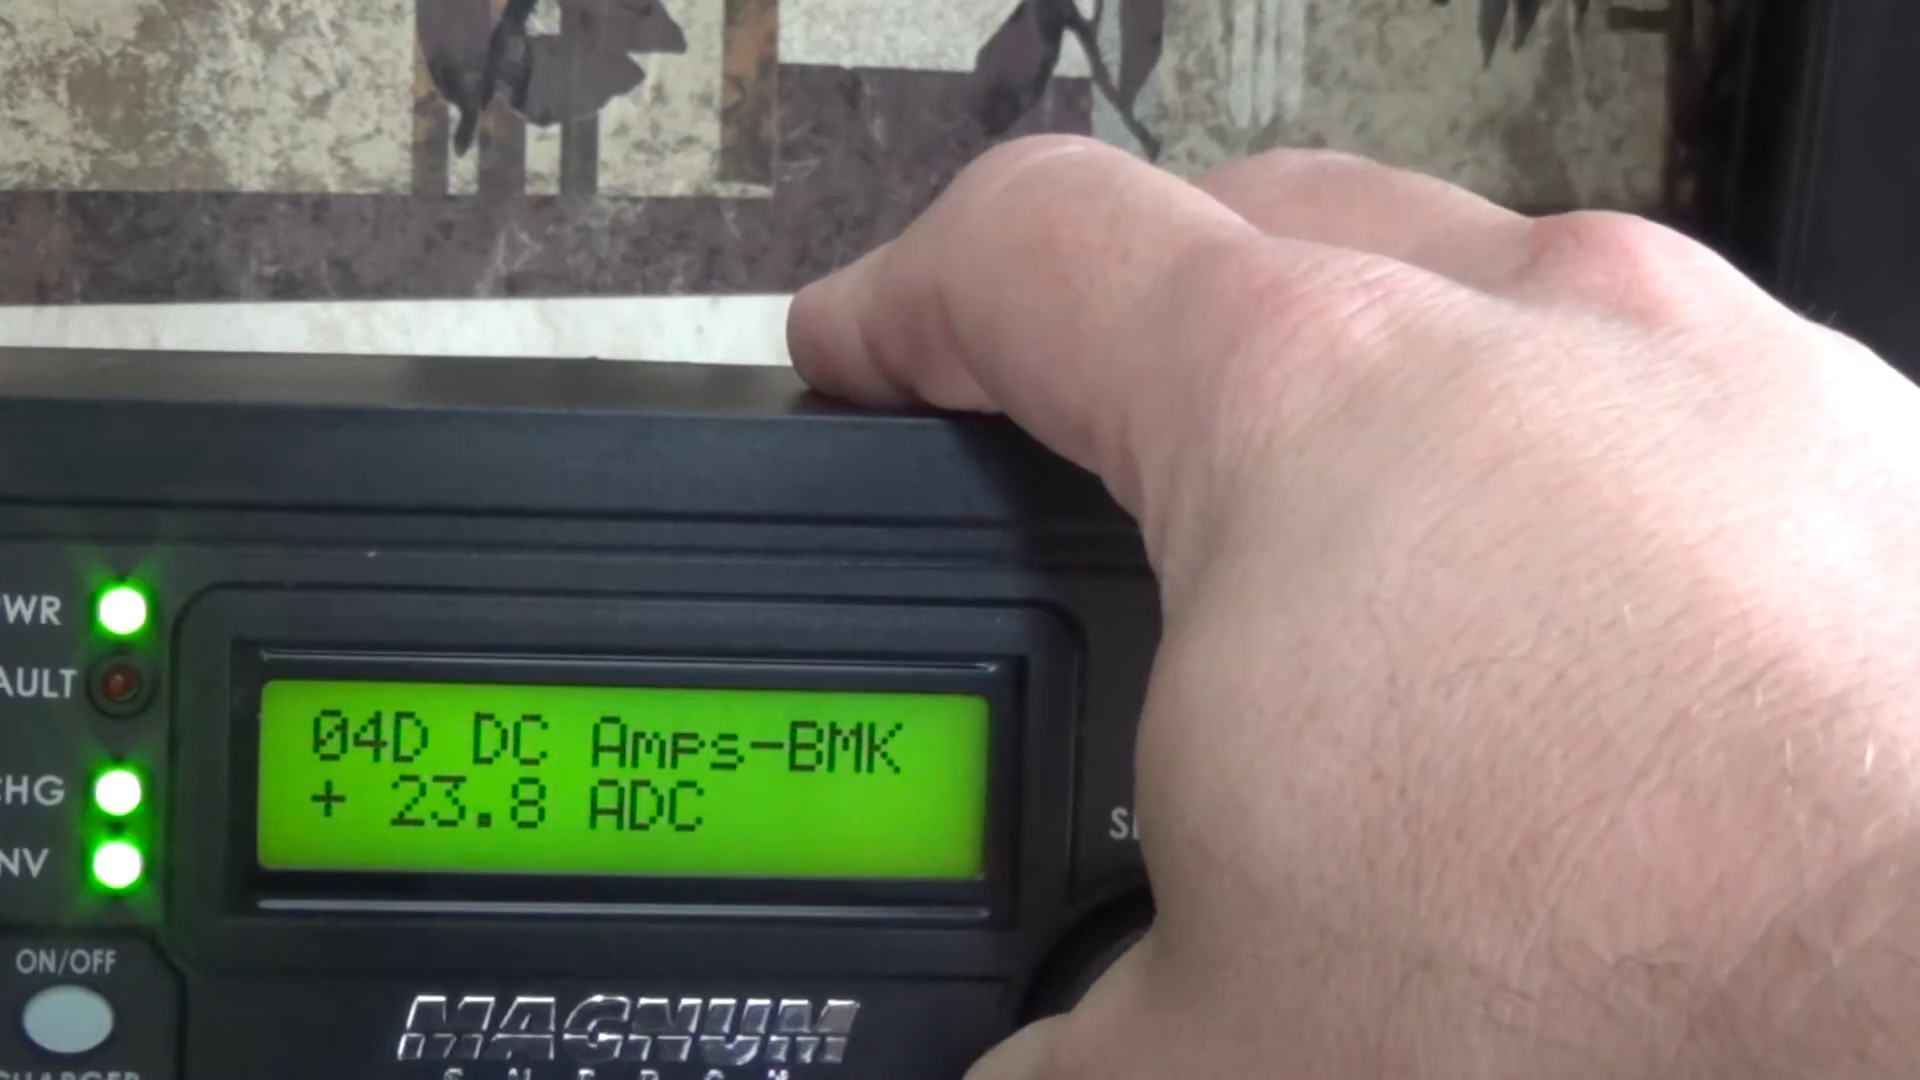 WR
AULT
04D DC Amps-BMK
+ 23.8 ADC
HG
NV
ON/OFF
MAGNUM